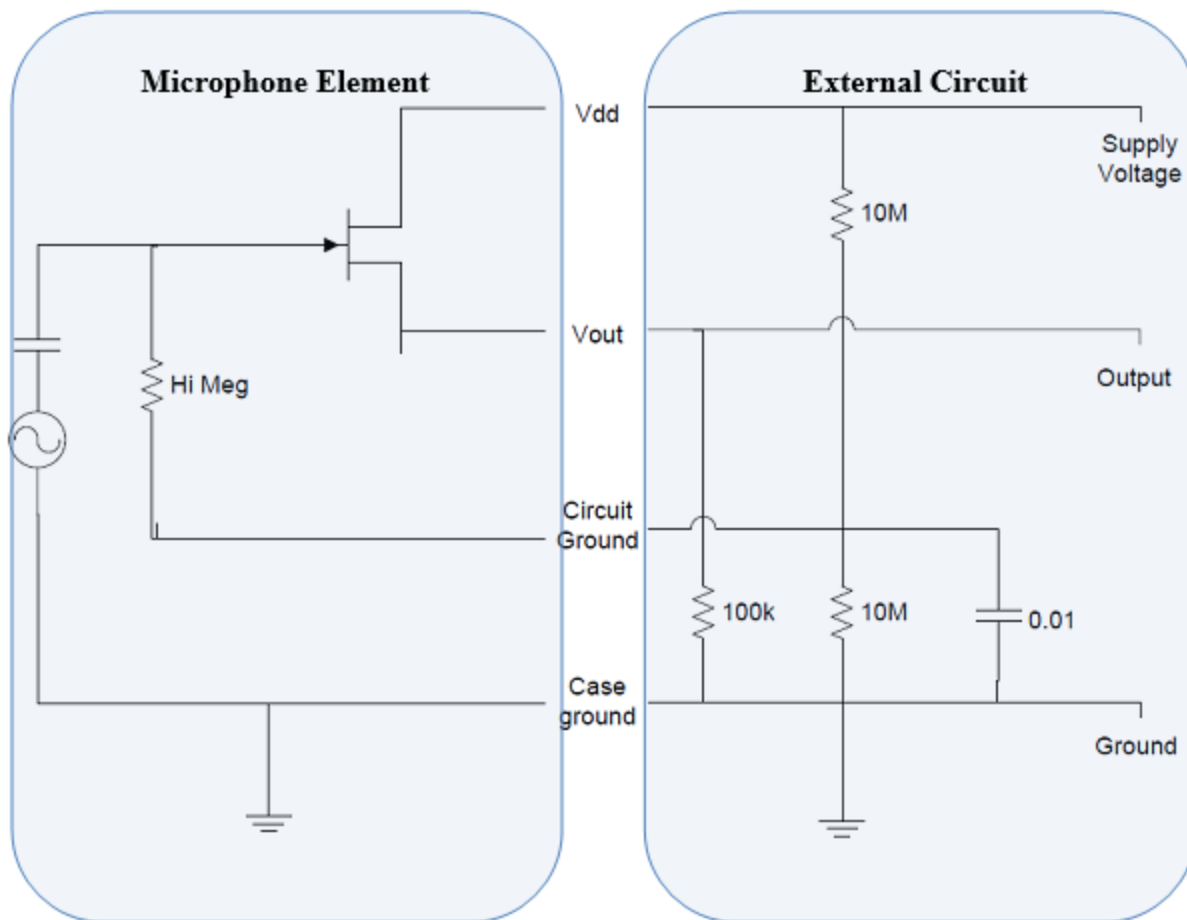 Microphone Element
External Circuit
Vdd
Supply
Voltage
10M
Vout
Output
Hi Meg
Circuit
Ground
100k
10M
0.01
Case
ground
Ground